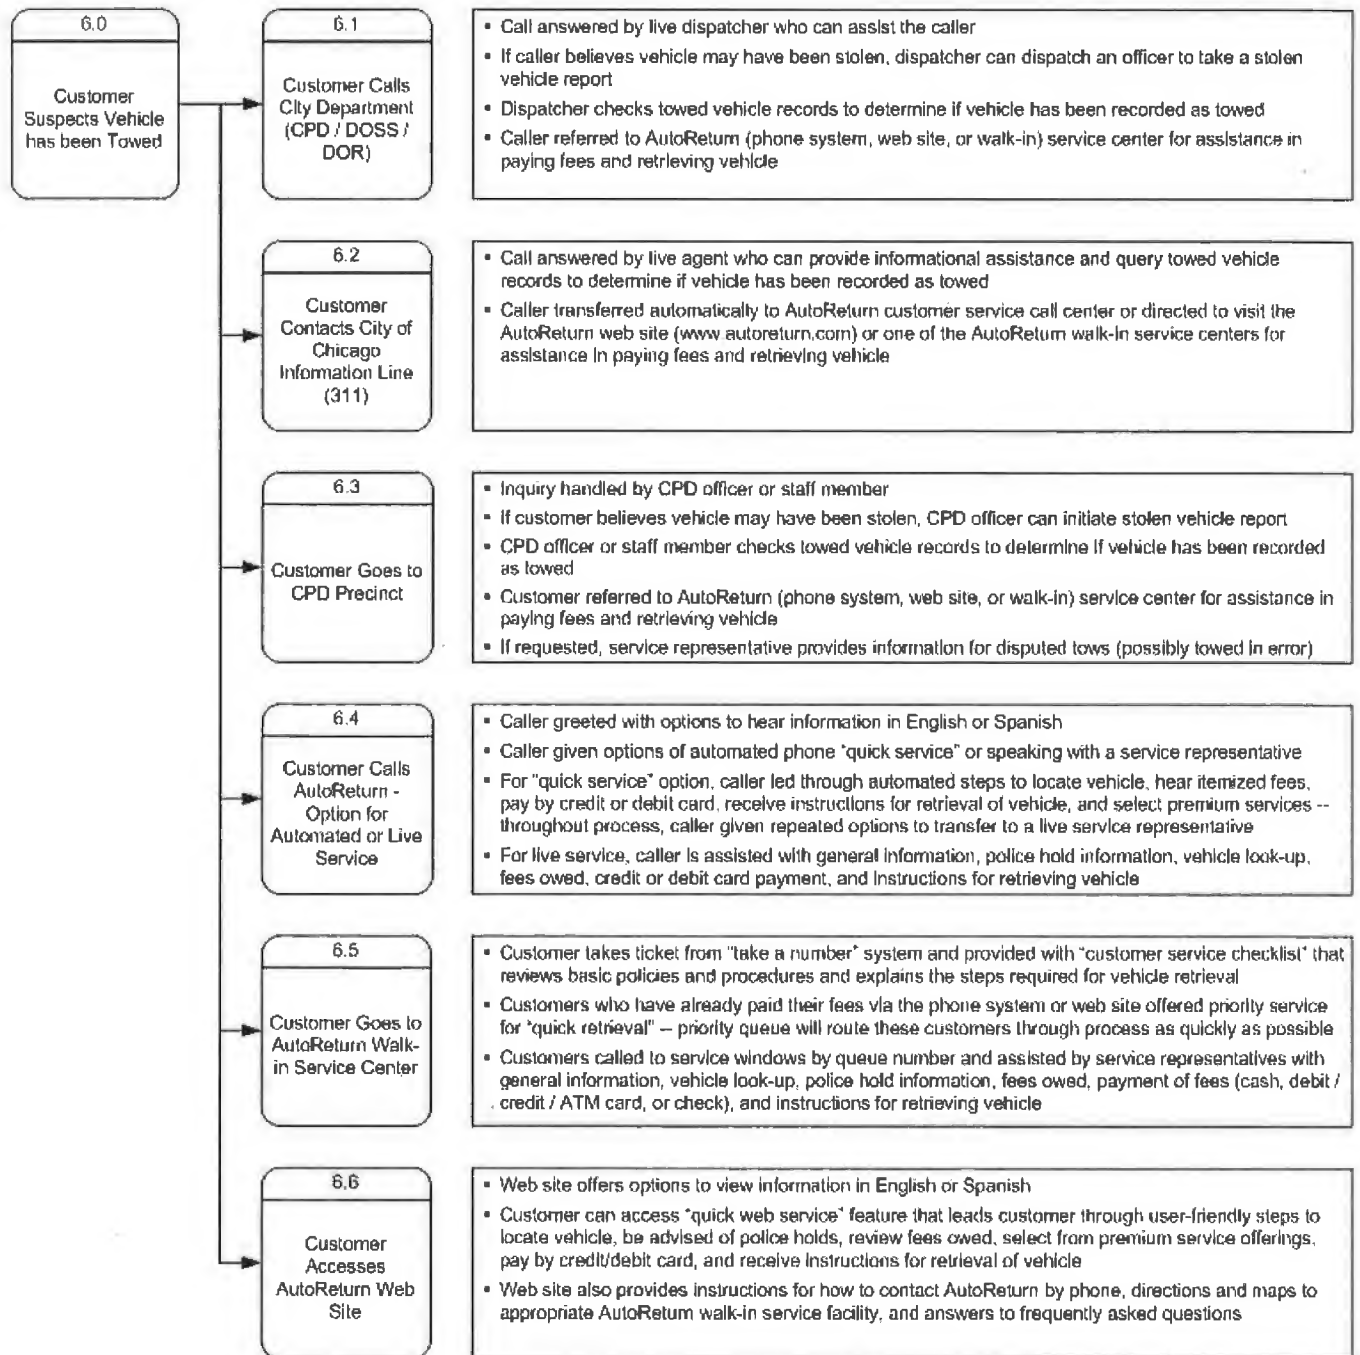 6.0
Customer
Suspects Vehicle
has been Towed
6.1
Customer Calls
City Department
(CPD / DOSS /
DOR)
▪ Call answered by live dispatcher who can assist the caller
▪ If caller believes vehicle may have been stolen, dispatcher can dispatch an officer to take a stolen
vehicle report
▪ Dispatcher checks towed vehicle records to determine if vehicle has been recorded as towed
▪ Caller referred to AutoReturn (phone system, web site, or walk-in) service center for assistance in
paying fees and retrieving vehicle
6.2
Customer
Contacts City of
Chicago
Information Line
(311)
▪ Call answered by live agent who can provide informational assistance and query towed vehicle
records to determine if vehicle has been recorded as towed
▪ Caller transferred automatically to AutoReturn customer service call center or directed to visit the
AutoReturn web site (www.autoreturn.com) or one of the AutoReturn walk-in service centers for
assistance in paying fees and retrieving vehicle
6.3
Customer Goes to
CPD Precinct
▪ Inquiry handled by CPD officer or staff member
▪ If customer believes vehicle may have been stolen, CPD officer can initiate stolen vehicle report
▪ CPD officer or staff member checks towed vehicle records to determine if vehicle has been recorded
as towed
▪ Customer referred to AutoReturn (phone system, web site, or walk-in) service center for assistance in
paying fees and retrieving vehicle
▪ If requested, service representative provides information for disputed tows (possibly towed in error)
6.4
Customer Calls
AutoReturn -
Option for
Automated or Live
Service
▪ Caller greeted with options to hear information in English or Spanish
▪ Caller given options of automated phone "quick service" or speaking with a service representative
▪ For "quick service" option, caller led through automated steps to locate vehicle, hear itemized fees,
pay by credit or debit card, receive instructions for retrieval of vehicle, and select premium services --
throughout process, caller given repeated options to transfer to a live service representative
▪ For live service, caller is assisted with general information, police hold information, vehicle look-up,
fees owed, credit or debit card payment, and instructions for retrieving vehicle
6.5
Customer Goes to
AutoReturn Walk-
in Service Center
▪ Customer takes ticket from "take a number" system and provided with "customer service checklist" that
reviews basic policies and procedures and explains the steps required for vehicle retrieval
▪ Customers who have already paid their fees via the phone system or web site offered priority service
for "quick retrieval" -- priority queue will route these customers through process as quickly as possible
▪ Customers called to service windows by queue number and assisted by service representatives with
general information, vehicle look-up, police hold information, fees owed, payment of fees (cash, debit /
credit / ATM card, or check), and instructions for retrieving vehicle
6.6
Customer
Accesses
AutoReturn Web
Site
▪ Web site offers options to view information in English or Spanish
▪ Customer can access "quick web service" feature that leads customer through user-friendly steps to
locate vehicle, be advised of police holds, review fees owed, select from premium service offerings,
pay by credit/debit card, and receive instructions for retrieval of vehicle
▪ Web site also provides instructions for how to contact AutoReturn by phone, directions and maps to
appropriate AutoReturn walk-in service facility, and answers to frequently asked questions